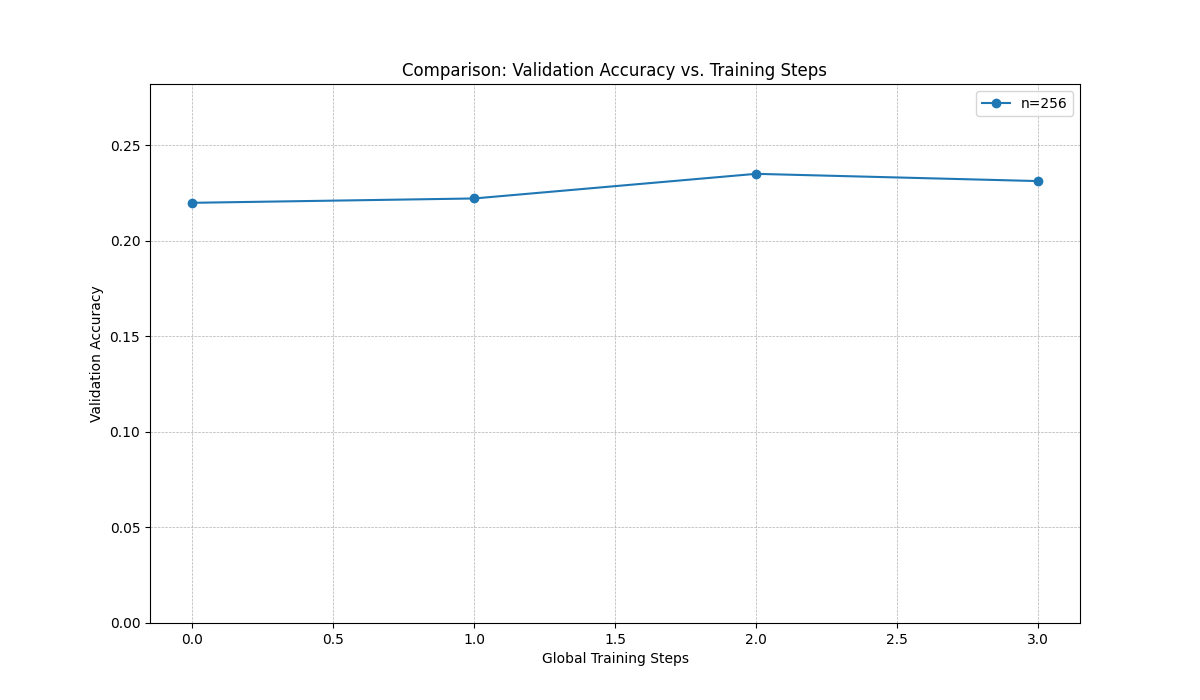 Comparison: Validation Accuracy vs. Training Steps
n=256
0.25
0.20
0.15
0.10
0.05
0.00
Validation Accuracy
0.0 0.5 1.0 1.5 2.0 2.5 3.0
Global Training Steps